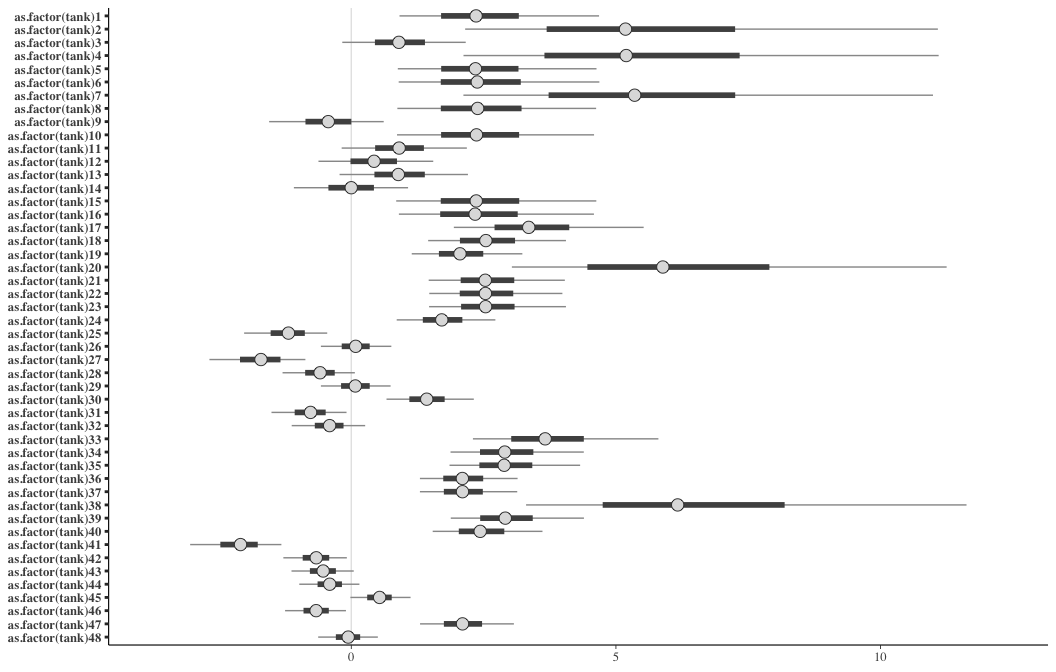 as.factor(tank)1
as.factor(tank)2
as.factor(tank)3
as.factor(tank)4
as.factor(tank)5
as.factor(tank)6
as.factor(tank)7
as.factor(tank)8
as.factor(tank)9
as.factor(tank)10
as.factor(tank)11
as.factor(tank)12
as.factor(tank)13
as.factor(tank)14
as.factor(tank)15
as.factor(tank)16
as.factor(tank)17
as.factor(tank)18
as.factor(tank)19
as.factor(tank)20
as.factor(tank)21
as.factor(tank)22
as.factor(tank)23
as.factor(tank)24
as.factor(tank)25
as.factor(tank)26
as.factor(tank)27
as.factor(tank)28
as.factor(tank)29
as.factor(tank)30
as.factor(tank)31
as.factor(tank)32
as.factor(tank)33
as.factor(tank)34
as.factor(tank)35
as.factor(tank)36
as.factor(tank)37
as.factor(tank)38
as.factor(tank)39
as.factor(tank)40
as.factor(tank)41
as.factor(tank)42
as.factor(tank)43
as.factor(tank)44
as.factor(tank)45
as.factor(tank)46
as.factor(tank)47
as.factor(tank)48
0 5 10